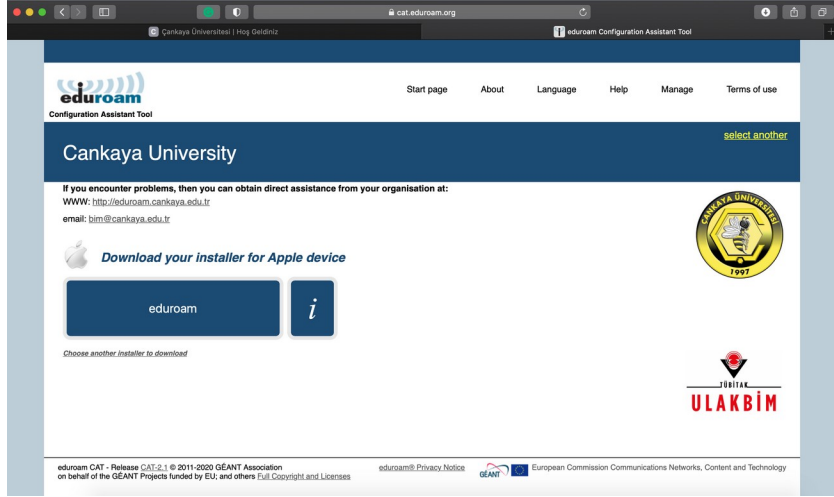 cat.eduroam.org
C Çankaya Üniversitesi | Hoş Geldiniz
eduroam Configuration Assistant Tool
eduroam
Configuration Assistant Tool
Start page About Language Help Manage Terms of use
select another
Cankaya University
If you encounter problems, then you can obtain direct assistance from your organisation at:
WWW: http://eduroam.cankaya.edu.tr
email: bim@cankaya.edu.tr
ÇANKAYA ÜNİVERSİTESİ
1997
Download your installer for Apple device
eduroam
i
Choose another installer to download
TÜBİTAK
ULAKBİM
eduroam CAT - Release CAT-2.1 © 2011-2020 GÉANT Association
on behalf of the GÉANT Projects funded by EU; and others Full Copyright and Licenses
eduroam® Privacy Notice
GÉANT
European Commission Communications Networks, Content and Technology